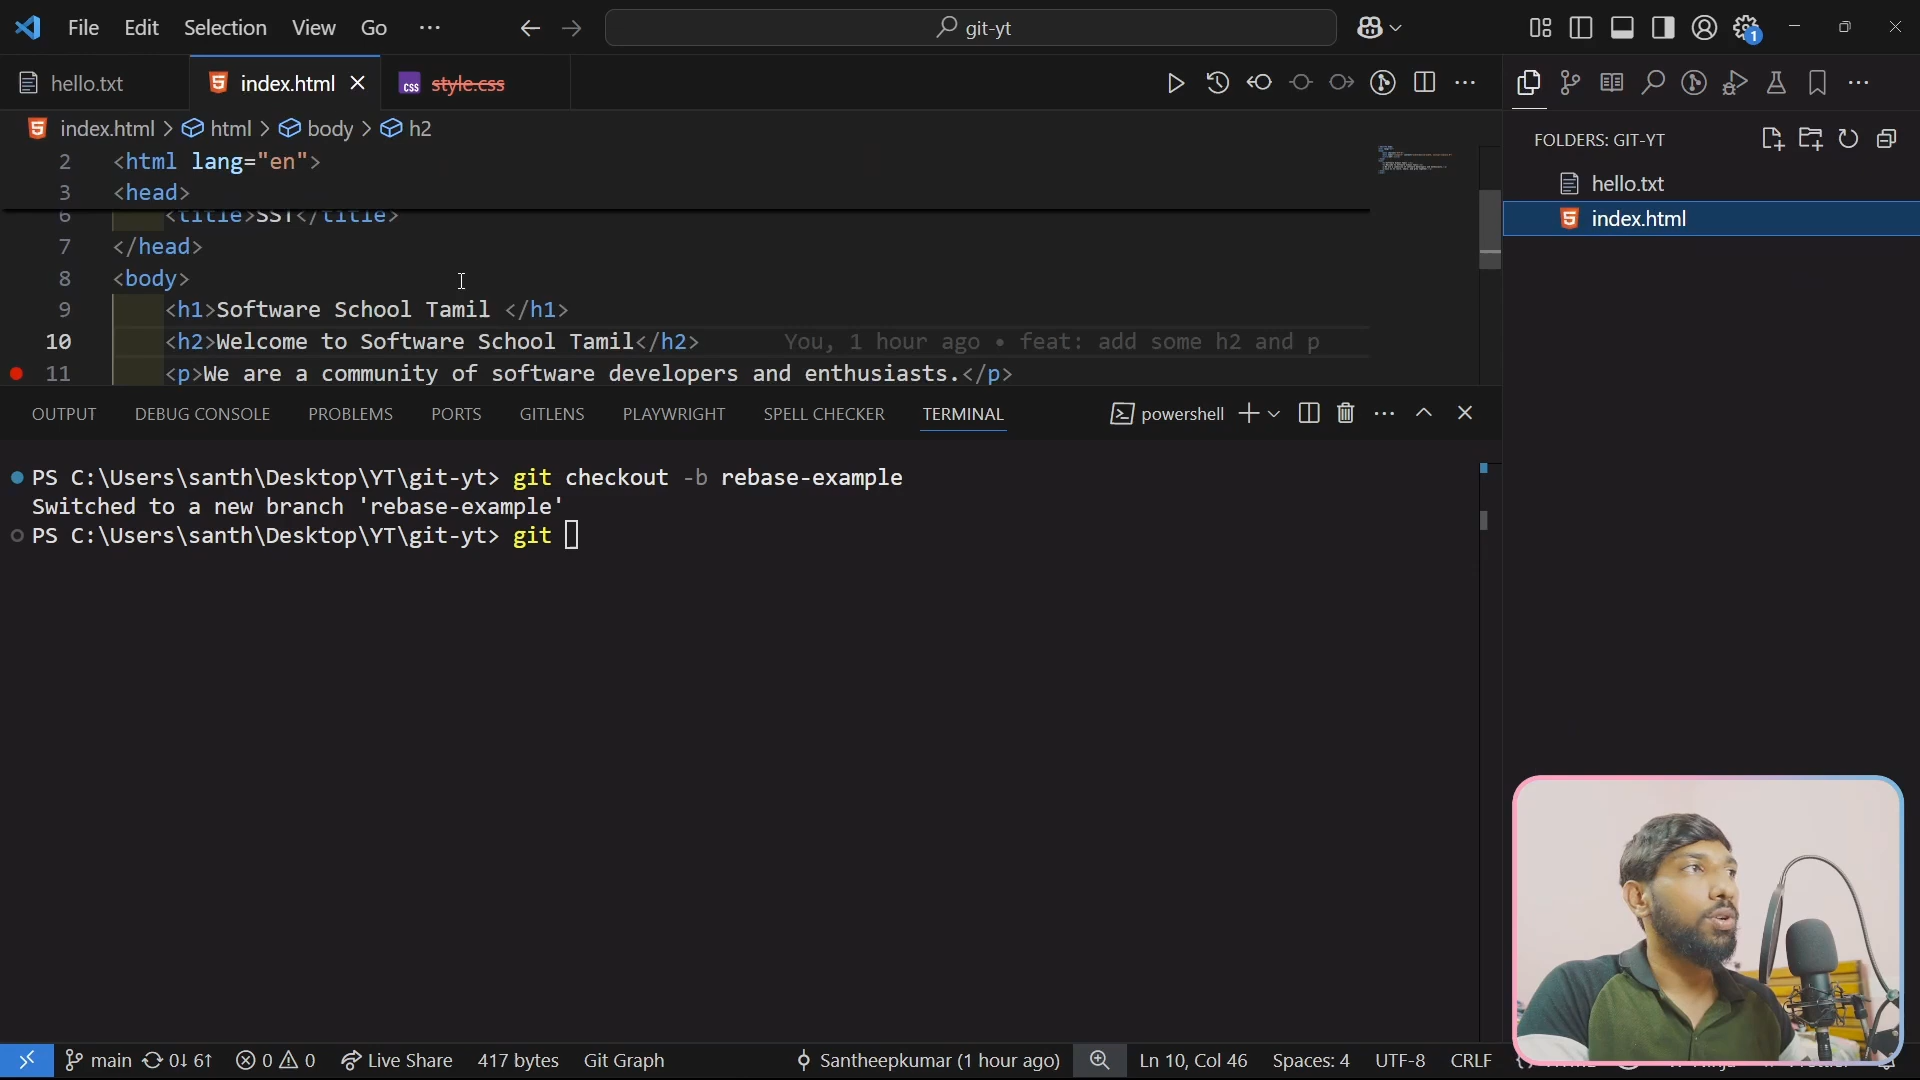 File Edit Selection View Go ··· git-yt
hello.txt index.html style.css
index.html > html > body > h2
FOLDERS: GIT-YT
hello.txt
index.html
2 <html lang="en">
3 <head>
6 <title>SST</title>
7 </head>
8 <body>
9 <h1>Software School Tamil </h1>
10 <h2>Welcome to Software School Tamil</h2> You, 1 hour ago • feat: add some h2 and p
11 <p>We are a community of software developers and enthusiasts.</p>
OUTPUT DEBUG CONSOLE PROBLEMS PORTS GITLENS PLAYWRIGHT SPELL CHECKER TERMINAL powershell
PS C:\Users\santh\Desktop\YT\git-yt> git checkout -b rebase-example
Switched to a new branch 'rebase-example'
PS C:\Users\santh\Desktop\YT\git-yt> git
main 0↓ 6↑ 0 0 Live Share 417 bytes Git Graph Santheepkumar (1 hour ago) Ln 10, Col 46 Spaces: 4 UTF-8 CRLF